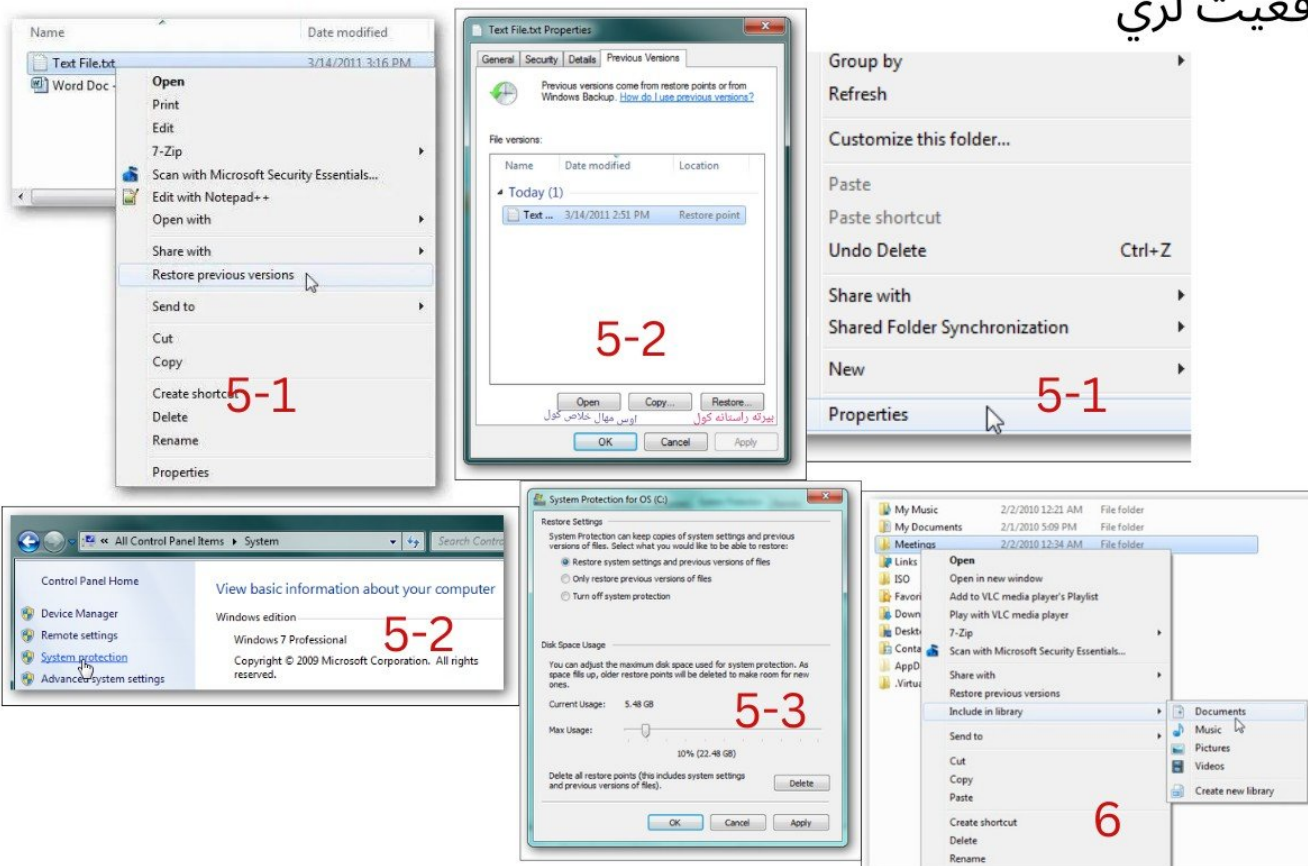 فعيت لري
Name Date modified
Text File.txt 3/14/2011 3:16 PM
Word Doc -
Open
Print
Edit
7-Zip
Scan with Microsoft Security Essentials...
Edit with Notepad++
Open with
Share with
Restore previous versions
Send to
Cut
Copy
Create shortcut
Delete
Rename
Properties
5-1
Text File.txt Properties
General Security Details Previous Versions
Previous versions come from restore points or from
Windows Backup. How do I use previous versions?
File versions:
Name Date modified Location
Today (1)
Text ... 3/14/2011 2:51 PM Restore point
5-2
Open Copy... Restore...
اوس مهال خلاص کول بيرته راستانه کول
OK Cancel Apply
Group by
Refresh
Customize this folder...
Paste
Paste shortcut
Undo Delete Ctrl+Z
Share with
Shared Folder Synchronization
New
Properties
5-1
« All Control Panel Items ▸ System Search Contro
Control Panel Home
Device Manager
Remote settings
System protection
Advanced system settings
View basic information about your computer
Windows edition
Windows 7 Professional
Copyright © 2009 Microsoft Corporation. All rights
reserved.
5-2
System Protection for OS (C:)
Restore Settings
System Protection can keep copies of system settings and previous
versions of files. Select what you would like to be able to restore:
Restore system settings and previous versions of files
Only restore previous versions of files
Turn off system protection
Disk Space Usage
You can adjust the maximum disk space used for system protection. As
space fills up, older restore points will be deleted to make room for new
ones.
Current Usage: 5.48 GB
Max Usage:
10% (22.48 GB)
Delete all restore points (this includes system settings
and previous versions of files).
Delete
OK Cancel Apply
5-3
My Music 2/2/2010 12:21 AM File folder
My Documents 2/1/2010 5:09 PM File folder
Meetings 2/2/2010 12:34 AM File folder
Links
ISO
Favori
Down
Deskt
Conta
AppD
.Virtua
Open
Open in new window
Add to VLC media player's Playlist
Play with VLC media player
7-Zip
Scan with Microsoft Security Essentials...
Share with
Restore previous versions
Include in library
Send to
Cut
Copy
Paste
Create shortcut
Delete
Rename
Documents
Music
Pictures
Videos
Create new library
6